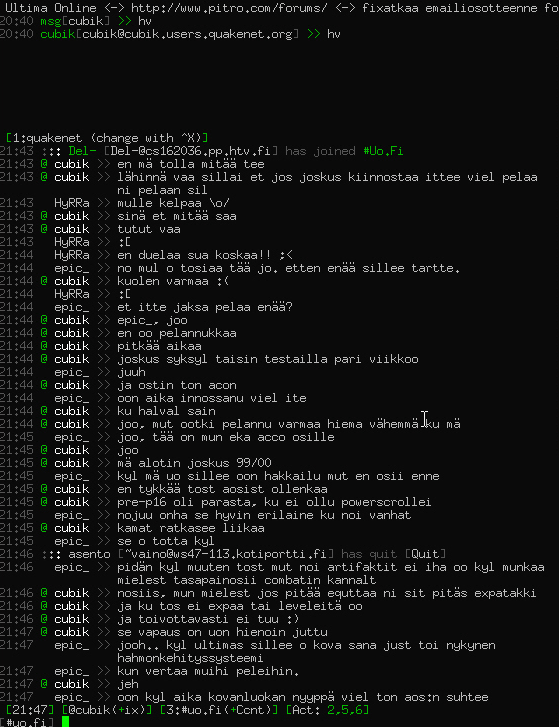 Ultima Online <-> http://www.pitro.com/forums/ <-> fixatkaa emailiosotteenne fo
20:40 msg[cubik] >> hv
20:40 cubik[cubik@cubik.users.quakenet.org] >> hv
[1:quakenet (change with ^X)]
21:43 ::: Del- [Del-@cs162036.pp.htv.fi] has joined #Uo.Fi
21:43 @ cubik >> en mä tolla mitää tee
21:43 @ cubik >> lähinnä vaa sillai et jos joskus kiinnostaa ittee viel pelaa
ni pelaan sil
21:43 HyRRa >> mulle kelpaa \o/
21:43 @ cubik >> sinä et mitää saa
21:43 @ cubik >> tutut vaa
21:43 HyRRa >> :[
21:44 HyRRa >> en duelaa sua koskaa!! ;<
21:44 epic_ >> no mul o tosiaa tää jo. etten enää sillee tartte.
21:44 @ cubik >> kuolen varmaa :(
21:44 HyRRa >> :[
21:44 epic_ >> et itte jaksa pelaa enää?
21:44 @ cubik >> epic_, joo
21:44 @ cubik >> en oo pelannukkaa
21:44 @ cubik >> pitkää aikaa
21:44 @ cubik >> joskus syksyl taisin testailla pari viikkoo
21:44 epic_ >> juuh
21:44 @ cubik >> ja ostin ton acon
21:44 epic_ >> oon aika innossanu viel ite
21:44 @ cubik >> ku halval sain
21:44 @ cubik >> joo, mut ootki pelannu varmaa hiema vähemmä ku mä
21:45 epic_ >> joo, tää on mun eka acco osille
21:45 @ cubik >> joo
21:45 @ cubik >> mä alotin joskus 99/00
21:45 epic_ >> kyl mä uo sillee oon hakkailu mut en osii enne
21:45 @ cubik >> en tykkää tost aosist ollenkaa
21:45 @ cubik >> pre-p16 oli parasta, ku ei ollu powerscrollei
21:45 epic_ >> nojuu onha se hyvin erilaine ku noi vanhat
21:45 @ cubik >> kamat ratkasee liikaa
21:45 epic_ >> se o totta kyl
21:46 ::: asento [~vaino@ws47-113.kotiportti.fi] has quit [Quit]
21:46 epic_ >> pidän kyl muuten tost mut noi artifaktit ei iha oo kyl munkaa
mielest tasapainosii combatin kannalt
21:46 @ cubik >> nosiis, mun mielest jos pitää equttaa ni sit pitäs expatakki
21:46 @ cubik >> ja ku tos ei expaa tai leveleitä oo
21:46 @ cubik >> ja toivottavasti ei tuu :)
21:47 @ cubik >> se vapaus on uon hienoin juttu
21:47 epic_ >> jooh.. kyl ultimas sillee o kova sana just toi nykynen
hahmonkehityssysteemi
21:47 epic_ >> kun vertaa muihi peleihin.
21:47 @ cubik >> jeh
21:47 epic_ >> oon kyl aika kovanluokan nyyppä viel ton aos:n suhtee
[21:47] [@cubik(+ix)] [3:#uo.fi(+Ccnt)] [Act: 2,5,6]
[#uo.fi]